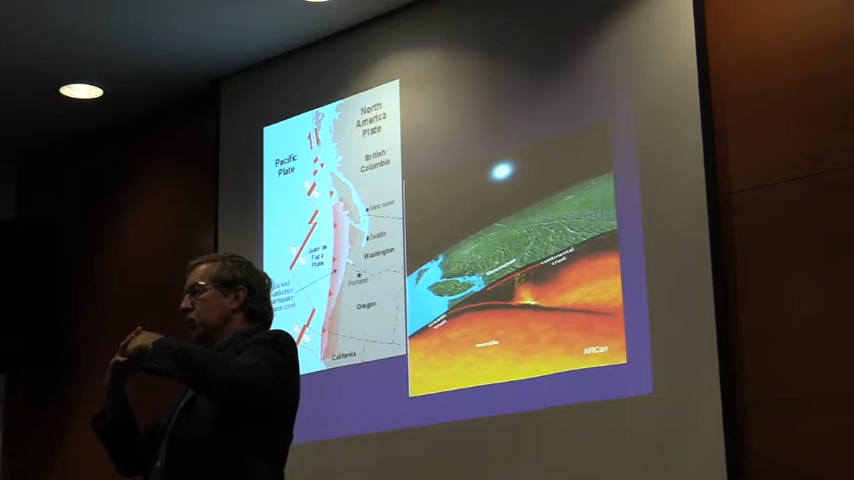 North
America
Plate
Pacific
Plate
British
Columbia
Vancouver
Seattle
Washington
Juan de
Fuca
Plate
Portland
Oregon
California
continental
crust
mantle
NRCan